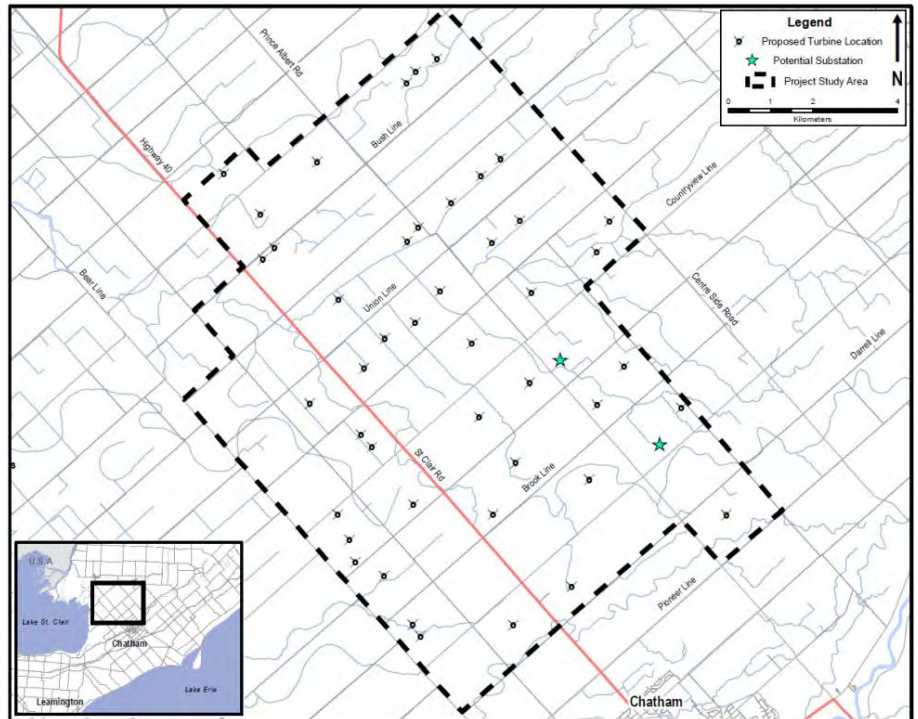 Legend
Proposed Turbine Location
Potential Substation
Project Study Area
N
0 1 2 4
Kilometers
Prince Albert Rd
Bush Line
Highway 40
Countryview Line
Bear Line
Union Line
Centre Side Road
Darrell Line
St Clair Rd
Brook Line
Pioneer Line
Chatham
s
U.S.A
Lake St. Clair
Chatham
Lake Erie
Leamington